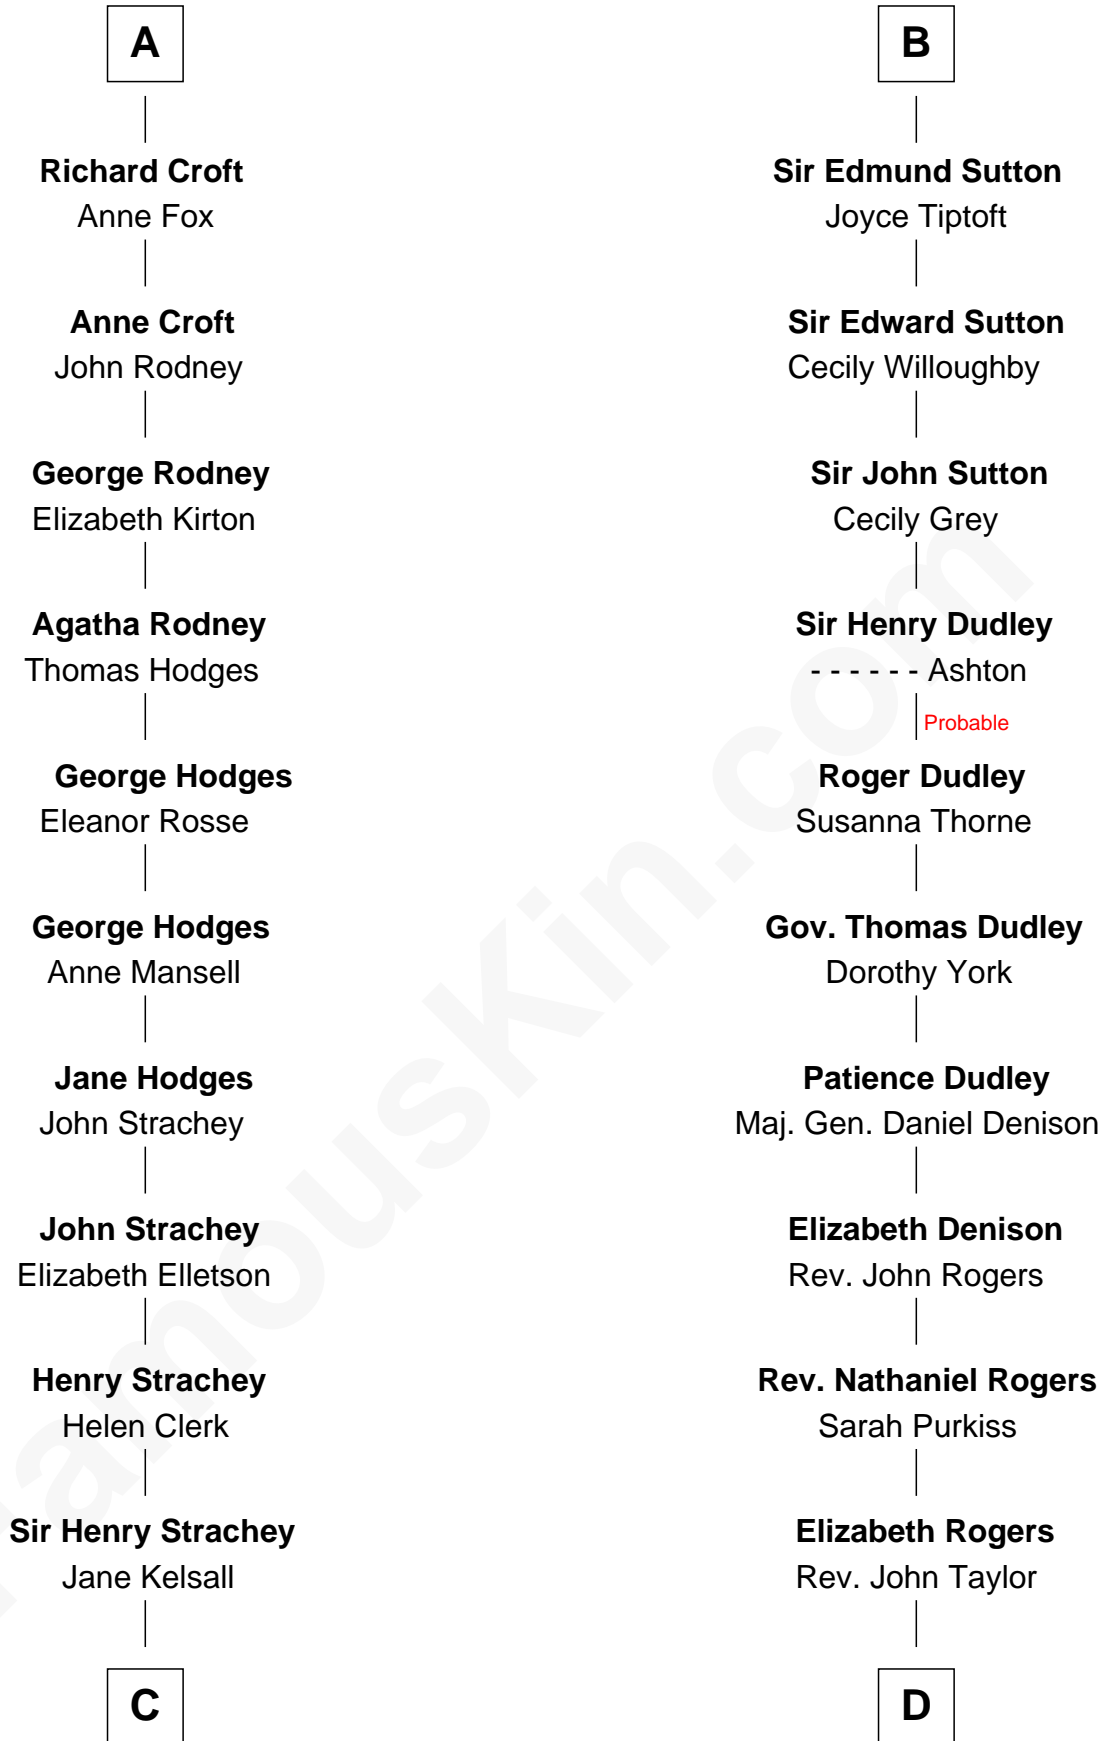 A
Richard Croft
Anne Fox
Anne Croft
John Rodney
George Rodney
Elizabeth Kirton
Agatha Rodney
Thomas Hodges
George Hodges
Eleanor Rosse
George Hodges
Anne Mansell
Jane Hodges
John Strachey
John Strachey
Elizabeth Elletson
Henry Strachey
Helen Clerk
Sir Henry Strachey
Jane Kelsall
C
B
Sir Edmund Sutton
Joyce Tiptoft
Sir Edward Sutton
Cecily Willoughby
Sir John Sutton
Cecily Grey
Sir Henry Dudley
- - - - - - Ashton
Probable
Roger Dudley
Susanna Thorne
Gov. Thomas Dudley
Dorothy York
Patience Dudley
Maj. Gen. Daniel Denison
Elizabeth Denison
Rev. John Rogers
Rev. Nathaniel Rogers
Sarah Purkiss
Elizabeth Rogers
Rev. John Taylor
D
FamousKin.com